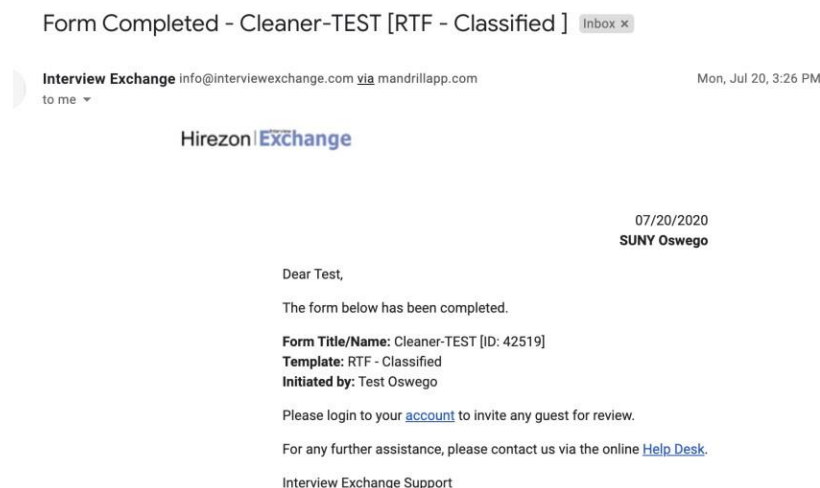 Form Completed - Cleaner-TEST [RTF - Classified ] Inbox ×
Interview Exchange info@interviewexchange.com via mandrillapp.com Mon, Jul 20, 3:26 PM
to me
Hirezon Exchange
07/20/2020
SUNY Oswego
Dear Test,
The form below has been completed.
Form Title/Name: Cleaner-TEST [ID: 42519]
Template: RTF - Classified
Initiated by: Test Oswego
Please login to your account to invite any guest for review.
For any further assistance, please contact us via the online Help Desk.
Interview Exchange Support